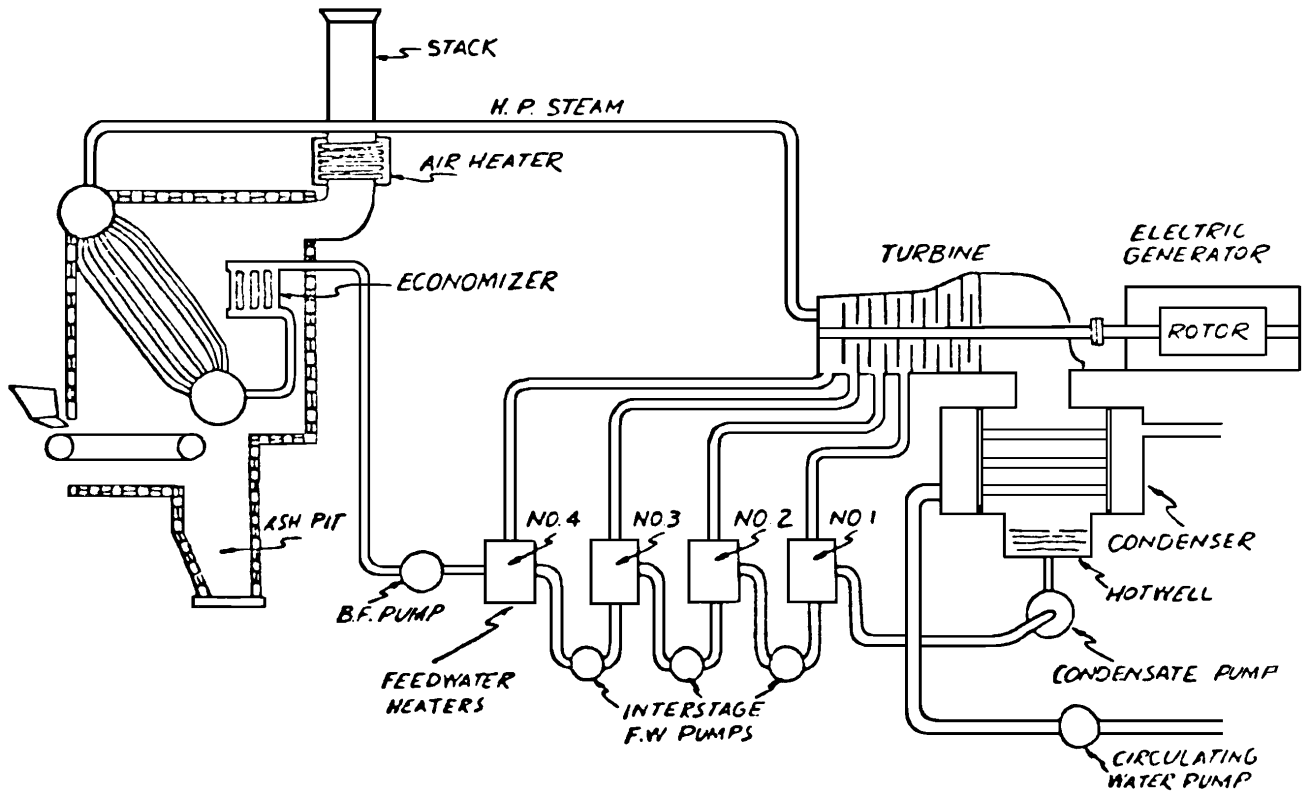 STACK
H. P. STEAM
AIR HEATER
ECONOMIZER
TURBINE
ELECTRIC
GENERATOR
ROTOR
ASH PIT
NO. 4
NO. 3
NO. 2
NO 1
CONDENSER
HOTWELL
B.F. PUMP
FEEDWATER
HEATERS
INTERSTAGE
F.W PUMPS
CONDENSATE PUMP
CIRCULATING
WATER PUMP